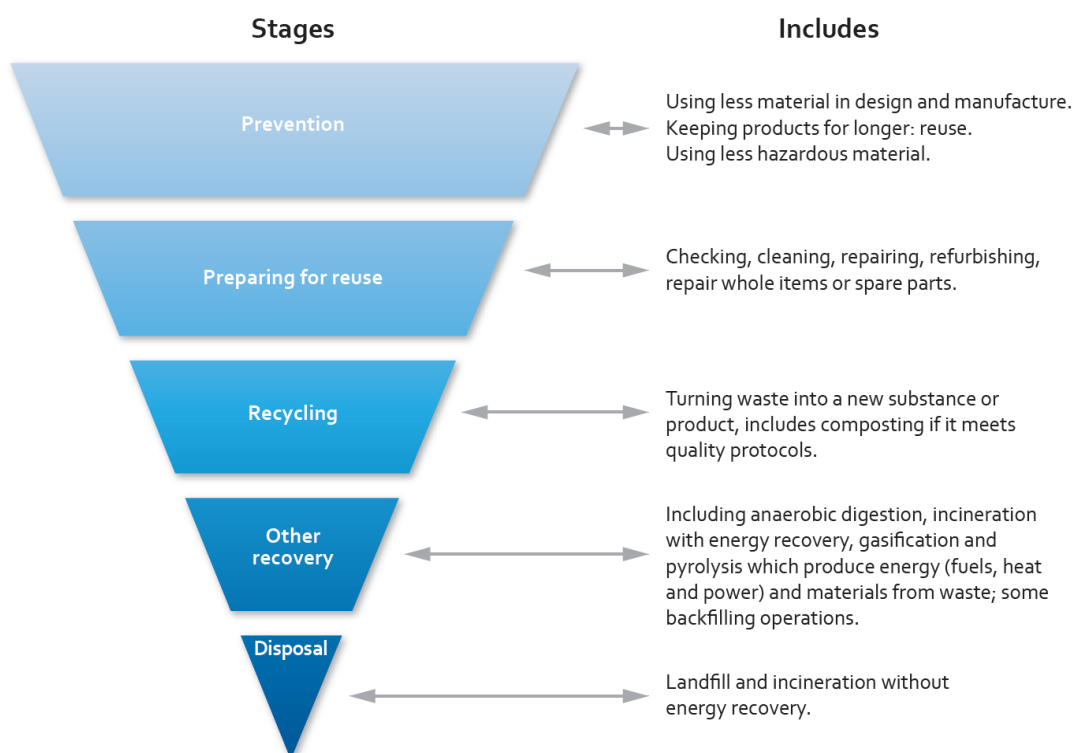 Stages
Includes
Prevention
Using less material in design and manufacture.
Keeping products for longer: reuse.
Using less hazardous material.
Preparing for reuse
Checking, cleaning, repairing, refurbishing,
repair whole items or spare parts.
Recycling
Turning waste into a new substance or
product, includes composting if it meets
quality protocols.
Other
recovery
Including anaerobic digestion, incineration
with energy recovery, gasification and
pyrolysis which produce energy (fuels, heat
and power) and materials from waste; some
backfilling operations.
Disposal
Landfill and incineration without
energy recovery.